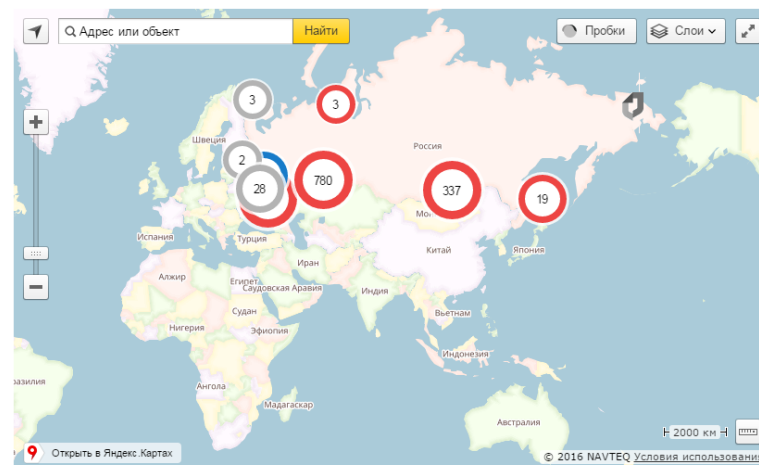 Адрес или объект
Найти
Пробки
Слои
3
3
Швеция
Россия
2
28
780
337
19
Мон
Испания
Турция
Китай
Япония
Иран
Алжир
Египет
Саудовская Аравия
Индия
Судан
Вьетнам
Нигерия
Эфиопия
Индонезия
разилия
Ангола
Мадагаскар
Австралия
2000 км
Открыть в Яндекс.Картах
© 2016 NAVTEQ Условия использования